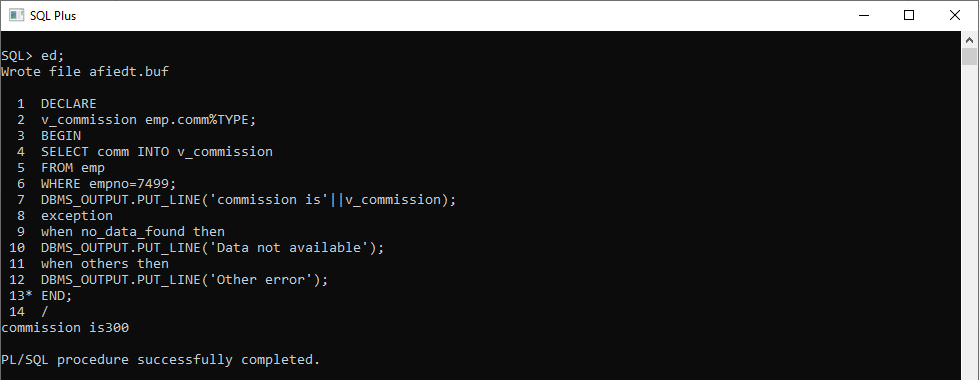 SQL Plus
SQL> ed;
Wrote file afiedt.buf
1 DECLARE
2 v_commission emp.comm%TYPE;
3 BEGIN
4 SELECT comm INTO v_commission
5 FROM emp
6 WHERE empno=7499;
7 DBMS_OUTPUT.PUT_LINE('commission is'||v_commission);
8 exception
9 when no_data_found then
10 DBMS_OUTPUT.PUT_LINE('Data not available');
11 when others then
12 DBMS_OUTPUT.PUT_LINE('Other error');
13* END;
14 /
commission is300
PL/SQL procedure successfully completed.